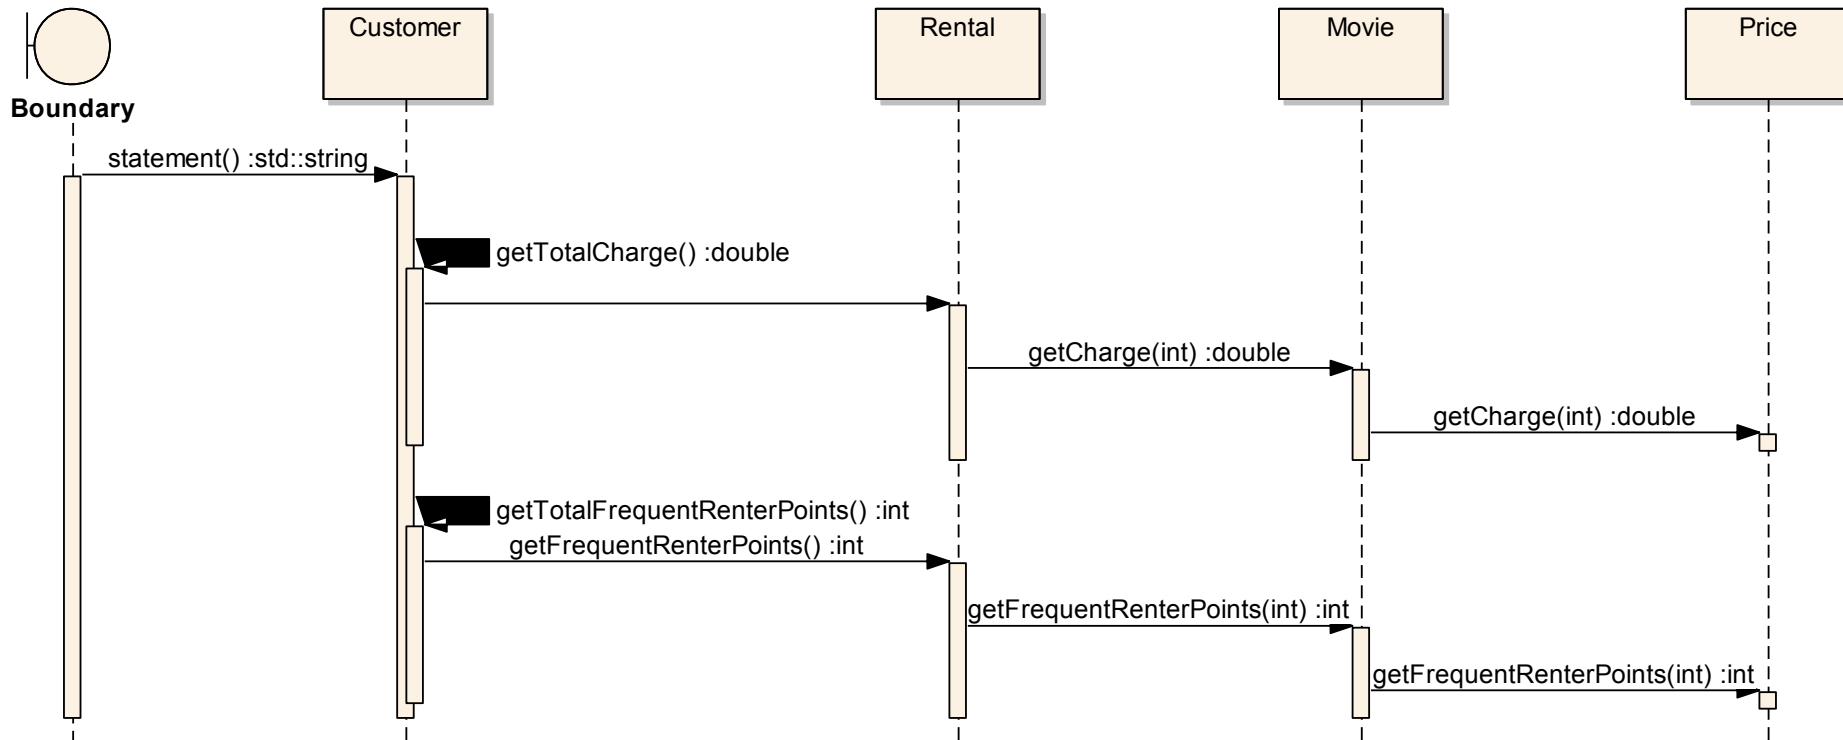 Customer
Rental
Movie
Price
Boundary
statement() :std::string
getTotalCharge() :double
getCharge(int) :double
getCharge(int) :double
getTotalFrequentRenterPoints() :int
getFrequentRenterPoints() :int
getFrequentRenterPoints(int) :int
getFrequentRenterPoints(int) :int